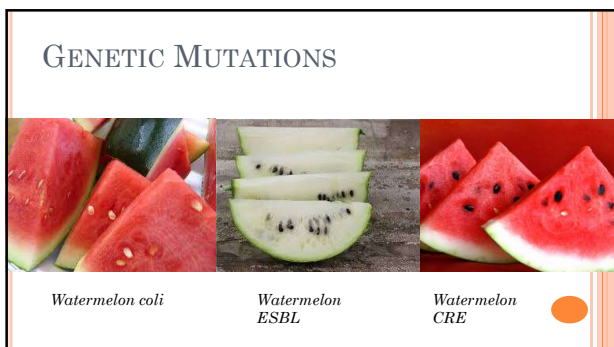 GENETIC MUTATIONS
Watermelon coli
Watermelon
ESBL
Watermelon
CRE